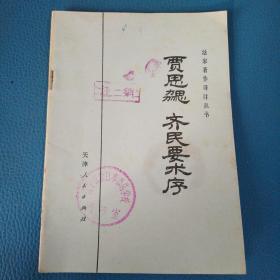 法家著作译注丛书
贾思勰 齐民要术序
天津人民出版社